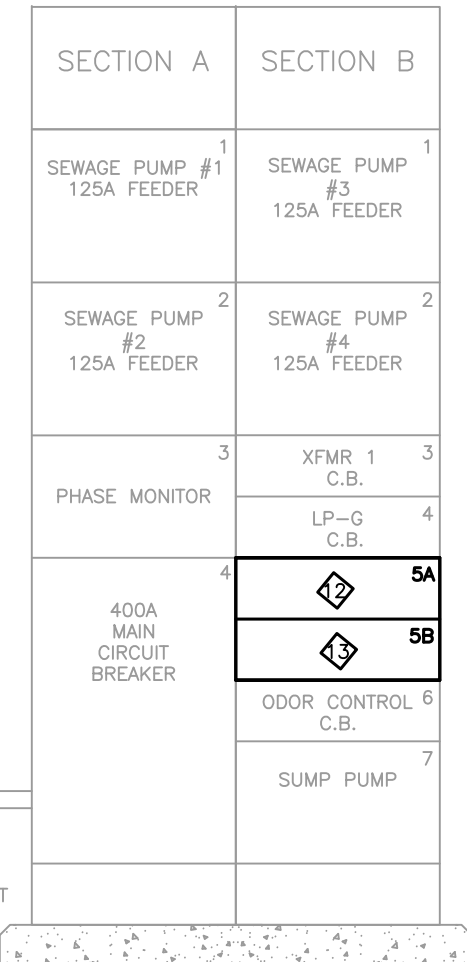 SECTION A
SECTION B
1
SEWAGE PUMP #1
125A FEEDER
1
SEWAGE PUMP
#3
125A FEEDER
2
SEWAGE PUMP
#2
125A FEEDER
2
SEWAGE PUMP
#4
125A FEEDER
3
PHASE MONITOR
3
XFMR 1
C.B.
4
LP-G
C.B.
4
400A
MAIN
CIRCUIT
BREAKER
5A
12
5B
13
6
ODOR CONTROL
C.B.
7
SUMP PUMP
T